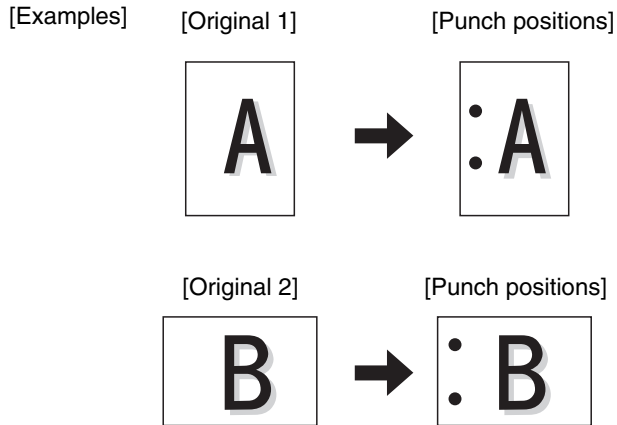 [Examples] [Original 1] [Punch positions]
A A
[Original 2] [Punch positions]
B B